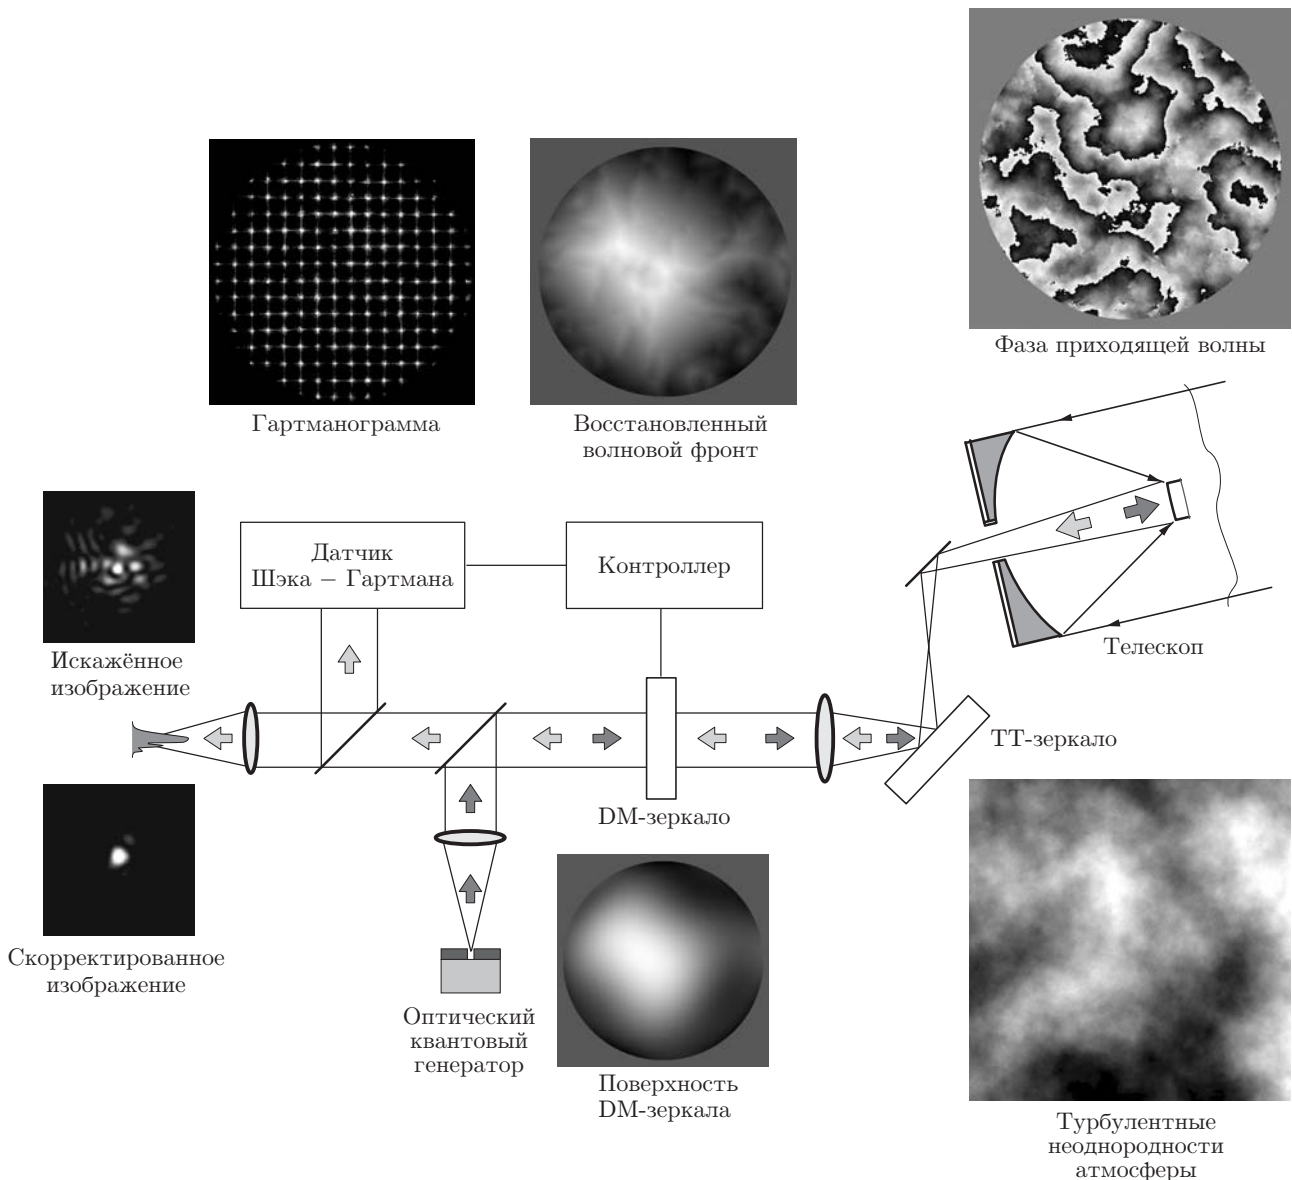 Фаза приходящей волны
Гартманограмма
Восстановленный
волновой фронт
Датчик
Шэка − Гартмана
Контроллер
Искажённое
изображение
Телескоп
TT-зеркало
DM-зеркало
Скорректированное
изображение
Оптический
квантовый
генератор
Поверхность
DM-зеркала
Турбулентные
неоднородности
атмосферы